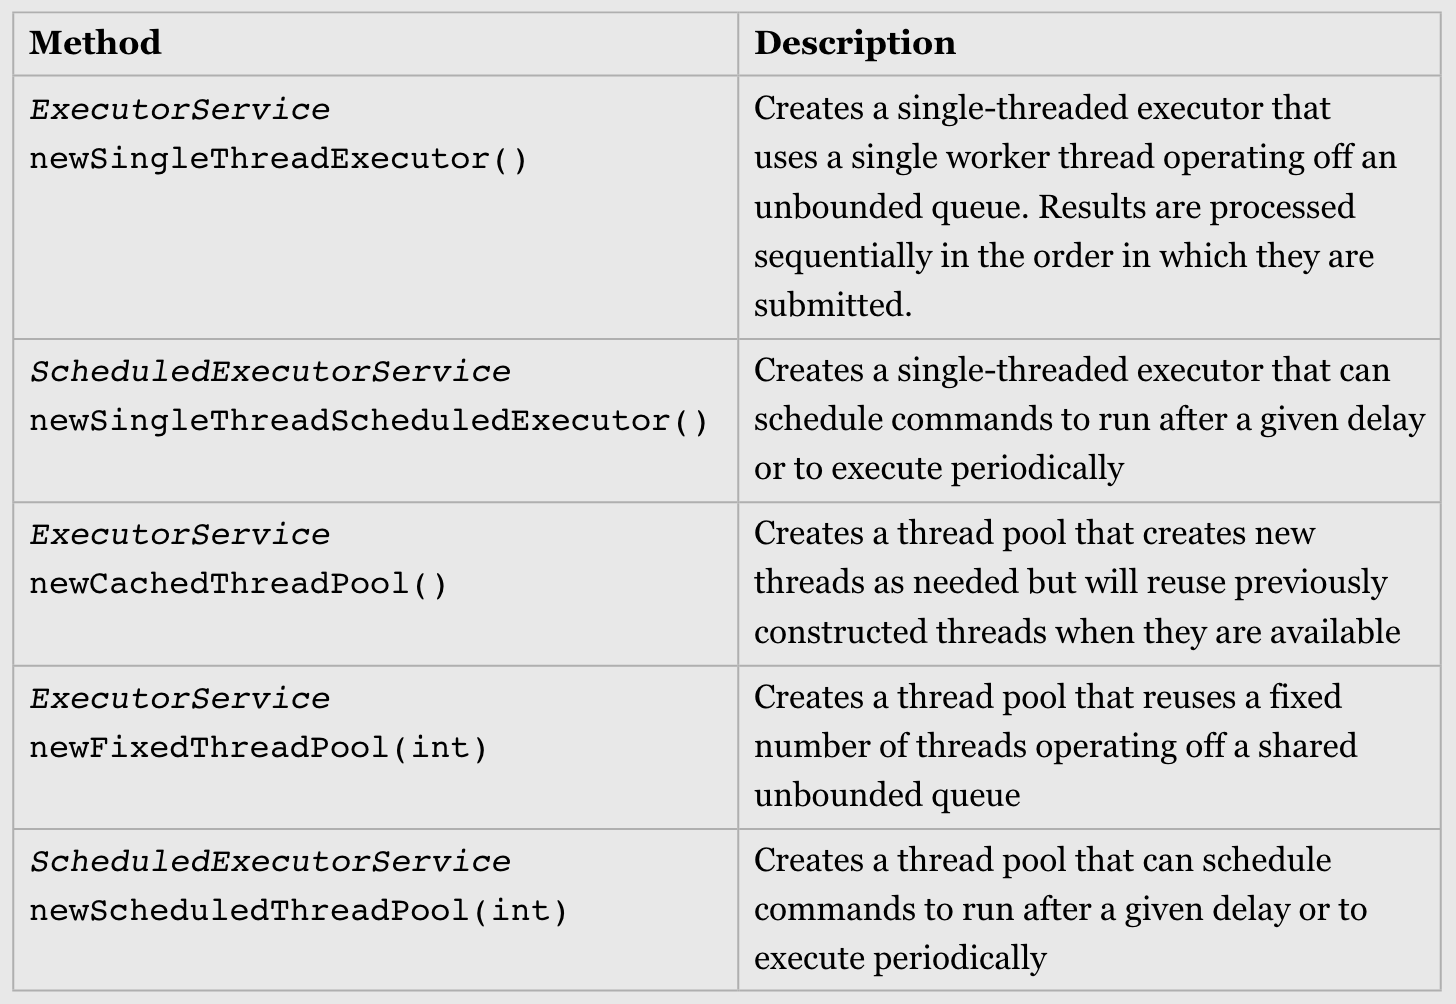 Method
Description
ExecutorService
newSingleThreadExecutor()
Creates a single-threaded executor that
uses a single worker thread operating off an
unbounded queue. Results are processed
sequentially in the order in which they are
submitted.
ScheduledExecutorService
newSingleThreadScheduledExecutor()
Creates a single-threaded executor that can
schedule commands to run after a given delay
or to execute periodically
ExecutorService
newCachedThreadPool()
Creates a thread pool that creates new
threads as needed but will reuse previously
constructed threads when they are available
ExecutorService
newFixedThreadPool(int)
Creates a thread pool that reuses a fixed
number of threads operating off a shared
unbounded queue
ScheduledExecutorService
newScheduledThreadPool(int)
Creates a thread pool that can schedule
commands to run after a given delay or to
execute periodically